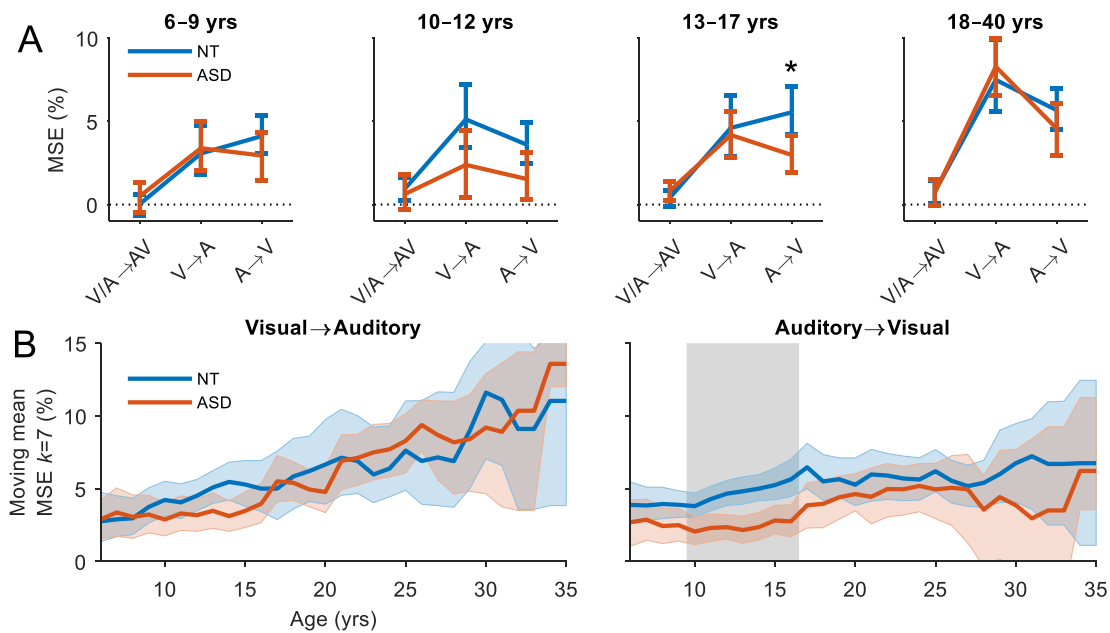 A
6–9 yrs
10–12 yrs
13–17 yrs
18–40 yrs
MSE (%)
10
5
0
NT
ASD
*
V/A→AV
V→A
A→V
V/A→AV
V→A
A→V
V/A→AV
V→A
A→V
V/A→AV
V→A
A→V
B
Visual→Auditory
Auditory→Visual
Moving mean
MSE k=7 (%)
15
10
5
0
NT
ASD
10
15
20
25
30
35
10
15
20
25
30
35
Age (yrs)